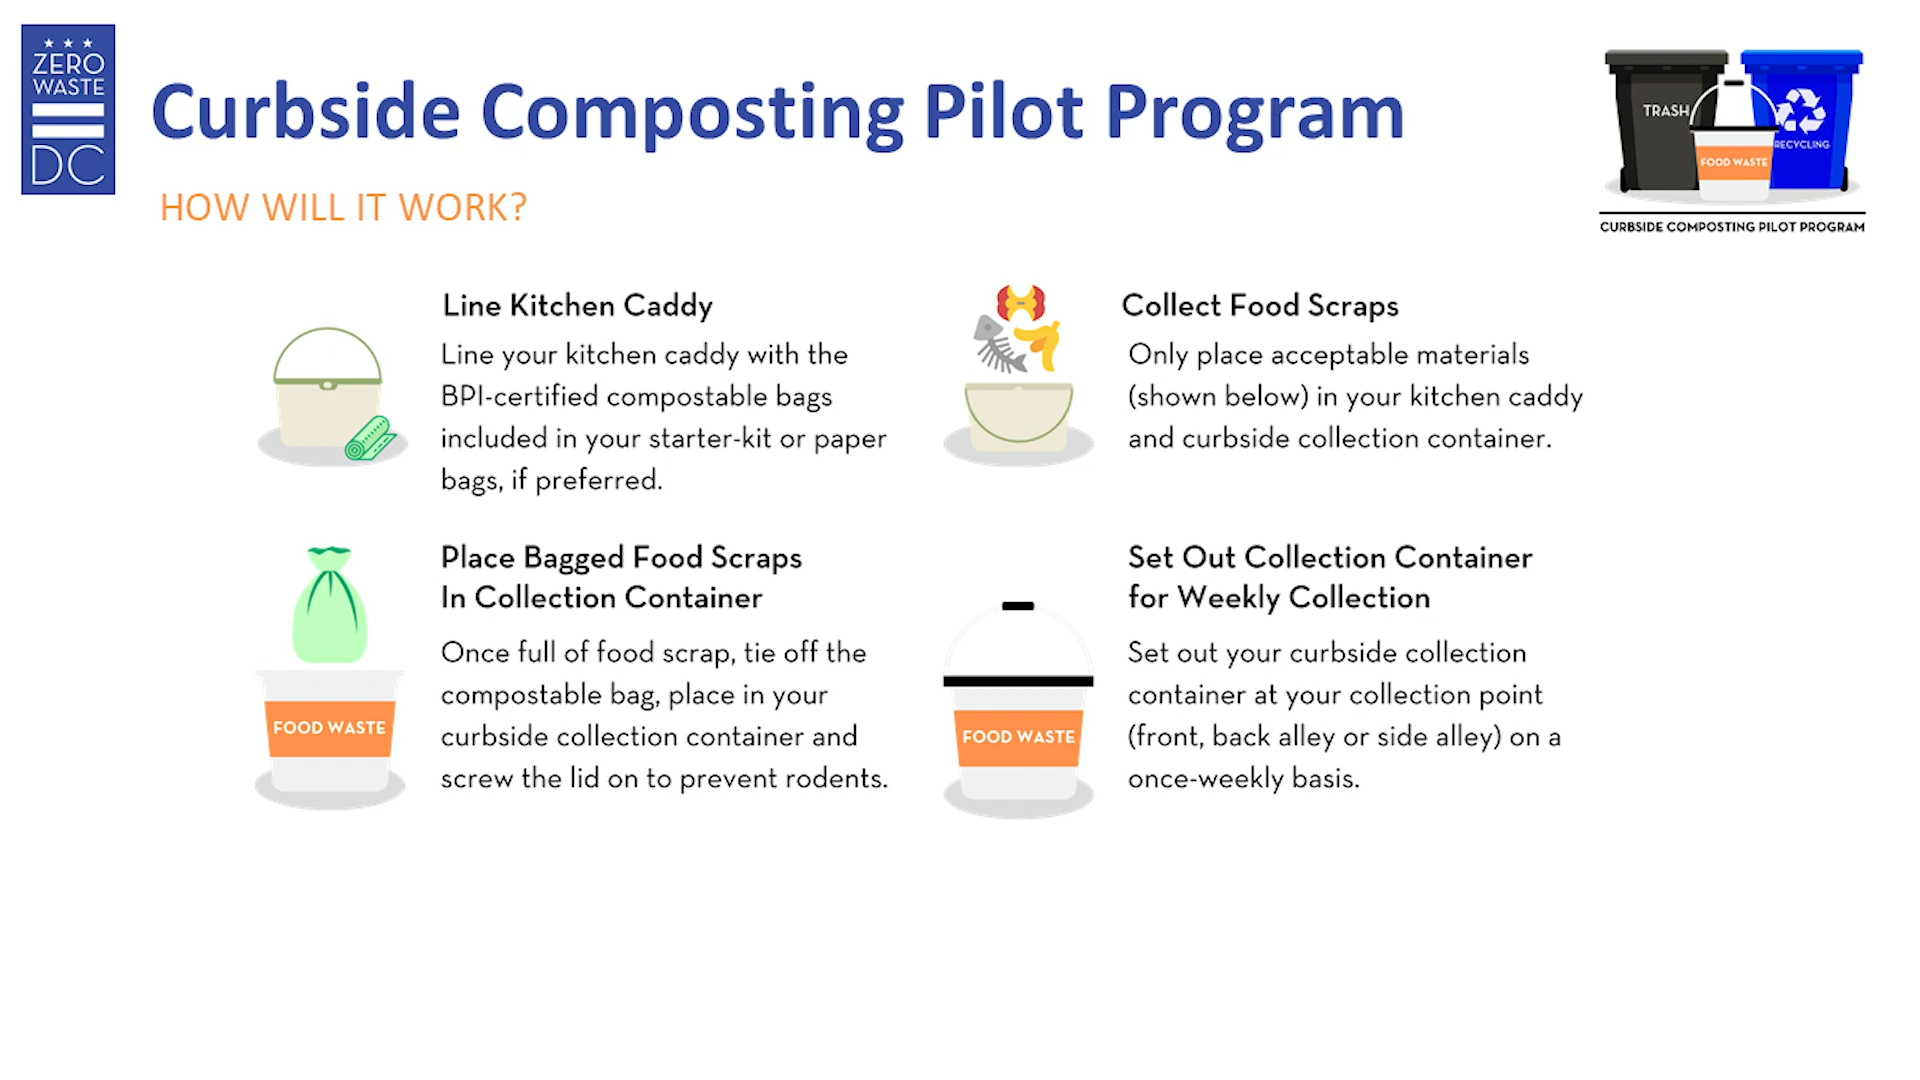 ★ ★ ★
ZERO
WASTE
DC
Curbside Composting Pilot Program
HOW WILL IT WORK?
TRASH
RECYCLING
FOOD WASTE
CURBSIDE COMPOSTING PILOT PROGRAM
Line Kitchen Caddy
Line your kitchen caddy with the
BPI-certified compostable bags
included in your starter-kit or paper
bags, if preferred.
Collect Food Scraps
Only place acceptable materials
(shown below) in your kitchen caddy
and curbside collection container.
Place Bagged Food Scraps
In Collection Container
Once full of food scrap, tie off the
compostable bag, place in your
curbside collection container and
screw the lid on to prevent rodents.
FOOD WASTE
Set Out Collection Container
for Weekly Collection
Set out your curbside collection
container at your collection point
(front, back alley or side alley) on a
once-weekly basis.
FOOD WASTE